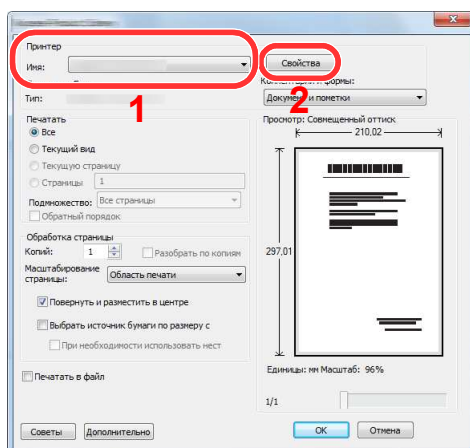 Принтер
Имя:
Свойства
1
2
Тип:
Документ и пометки
Печатать
Все
Текущий вид
Текущую страницу
Страницы 1
Подмножество: Все страницы
Обратный порядок
Просмотр: Совмещенный оттиск
210,02
297,01
Обработка страницы
Копий: 1 Разобрать по копиям
Масштабирование страницы: Область печати
Повернуть и разместить в центре
Выбрать источник бумаги по размеру с
При необходимости использовать нест
Единицы: мм Масштаб: 96%
Печатать в файл
1/1
Советы Дополнительно
OK Отмена